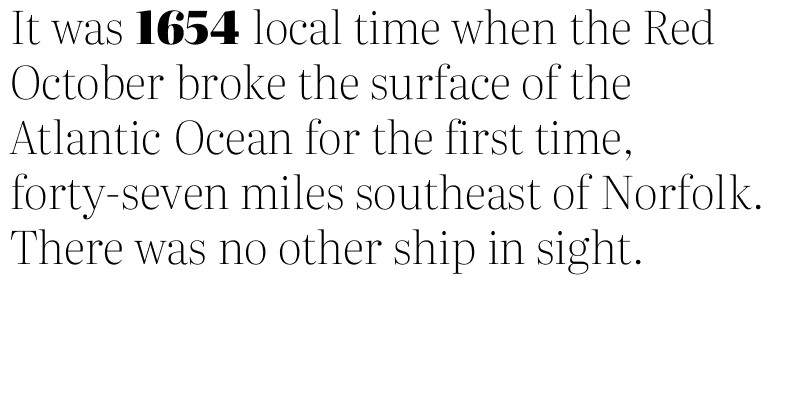 It was 1654 local time when the Red
October broke the surface of the
Atlantic Ocean for the first time,
forty-seven miles southeast of Norfolk.
There was no other ship in sight.